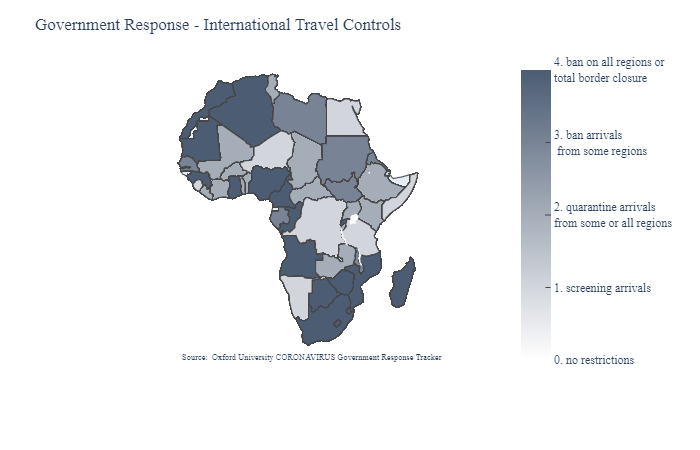 Government Response - International Travel Controls
4. ban on all regions or
total border closure
3. ban arrivals
from some regions
2. quarantine arrivals
from some or all regions
1. screening arrivals
0. no restrictions
Source: Oxford University CORONAVIRUS Government Response Tracker